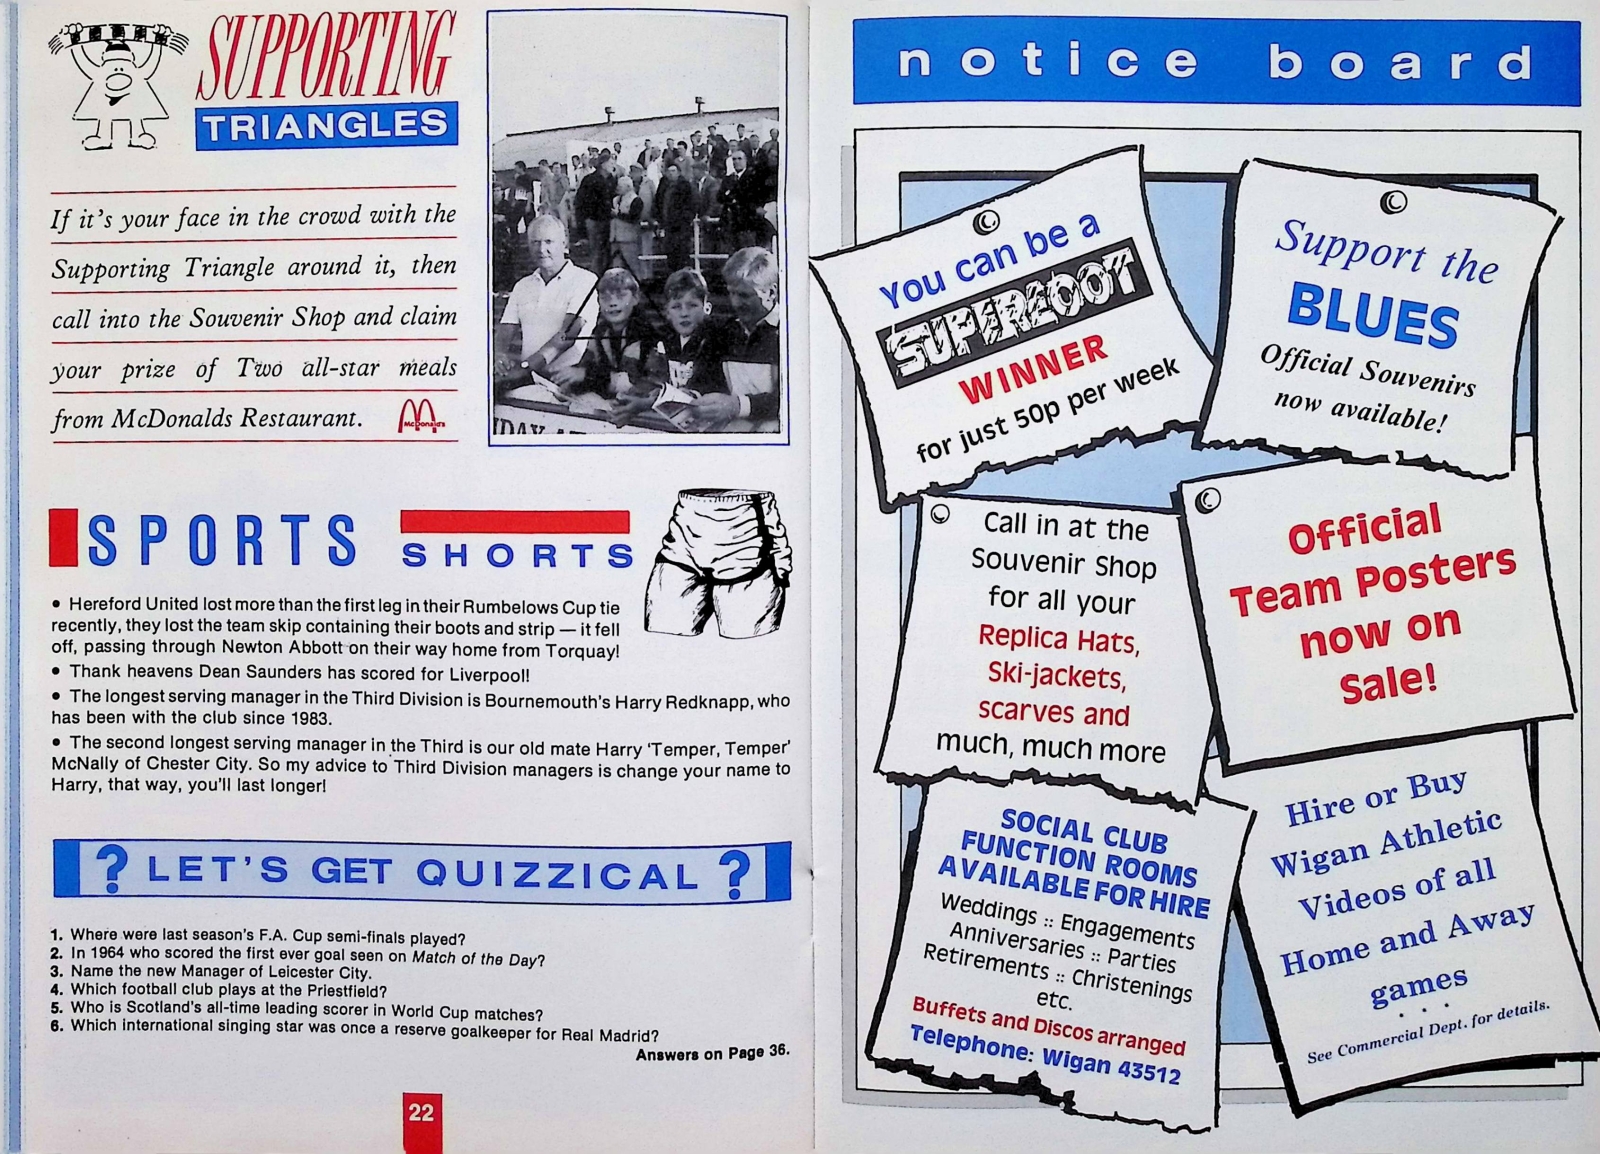 SUPPORTING
TRIANGLES
If it's your face in the crowd with the
Supporting Triangle around it, then
call into the Souvenir Shop and claim
your prize of Two all-star meals
from McDonalds Restaurant.
McDonald's
SPORTS SHORTS
• Hereford United lost more than the first leg in their Rumbelows Cup tie
recently, they lost the team skip containing their boots and strip — it fell
off, passing through Newton Abbott on their way home from Torquay!
• Thank heavens Dean Saunders has scored for Liverpool!
• The longest serving manager in the Third Division is Bournemouth's Harry Redknapp, who
has been with the club since 1983.
• The second longest serving manager in the Third is our old mate Harry 'Temper, Temper'
McNally of Chester City. So my advice to Third Division managers is change your name to
Harry, that way, you'll last longer!
? LET'S GET QUIZZICAL ?
1. Where were last season's F.A. Cup semi-finals played?
2. In 1964 who scored the first ever goal seen on Match of the Day?
3. Name the new Manager of Leicester City.
4. Which football club plays at the Priestfield?
5. Who is Scotland's all-time leading scorer in World Cup matches?
6. Which international singing star was once a reserve goalkeeper for Real Madrid?
Answers on Page 36.
22
notice board
You can be a
SUPERLOOT
WINNER
for just 50p per week
Support the
BLUES
Official Souvenirs
now available!
Call in at the
Souvenir Shop
for all your
Replica Hats,
Ski-jackets,
scarves and
much, much more
Official
Team Posters
now on
Sale!
SOCIAL CLUB
FUNCTION ROOMS
AVAILABLE FOR HIRE
Weddings :: Engagements
Anniversaries :: Parties
Retirements :: Christenings
etc.
Buffets and Discos arranged
Telephone: Wigan 43512
Hire or Buy
Wigan Athletic
Videos of all
Home and Away
games
. . .
See Commercial Dept. for details.